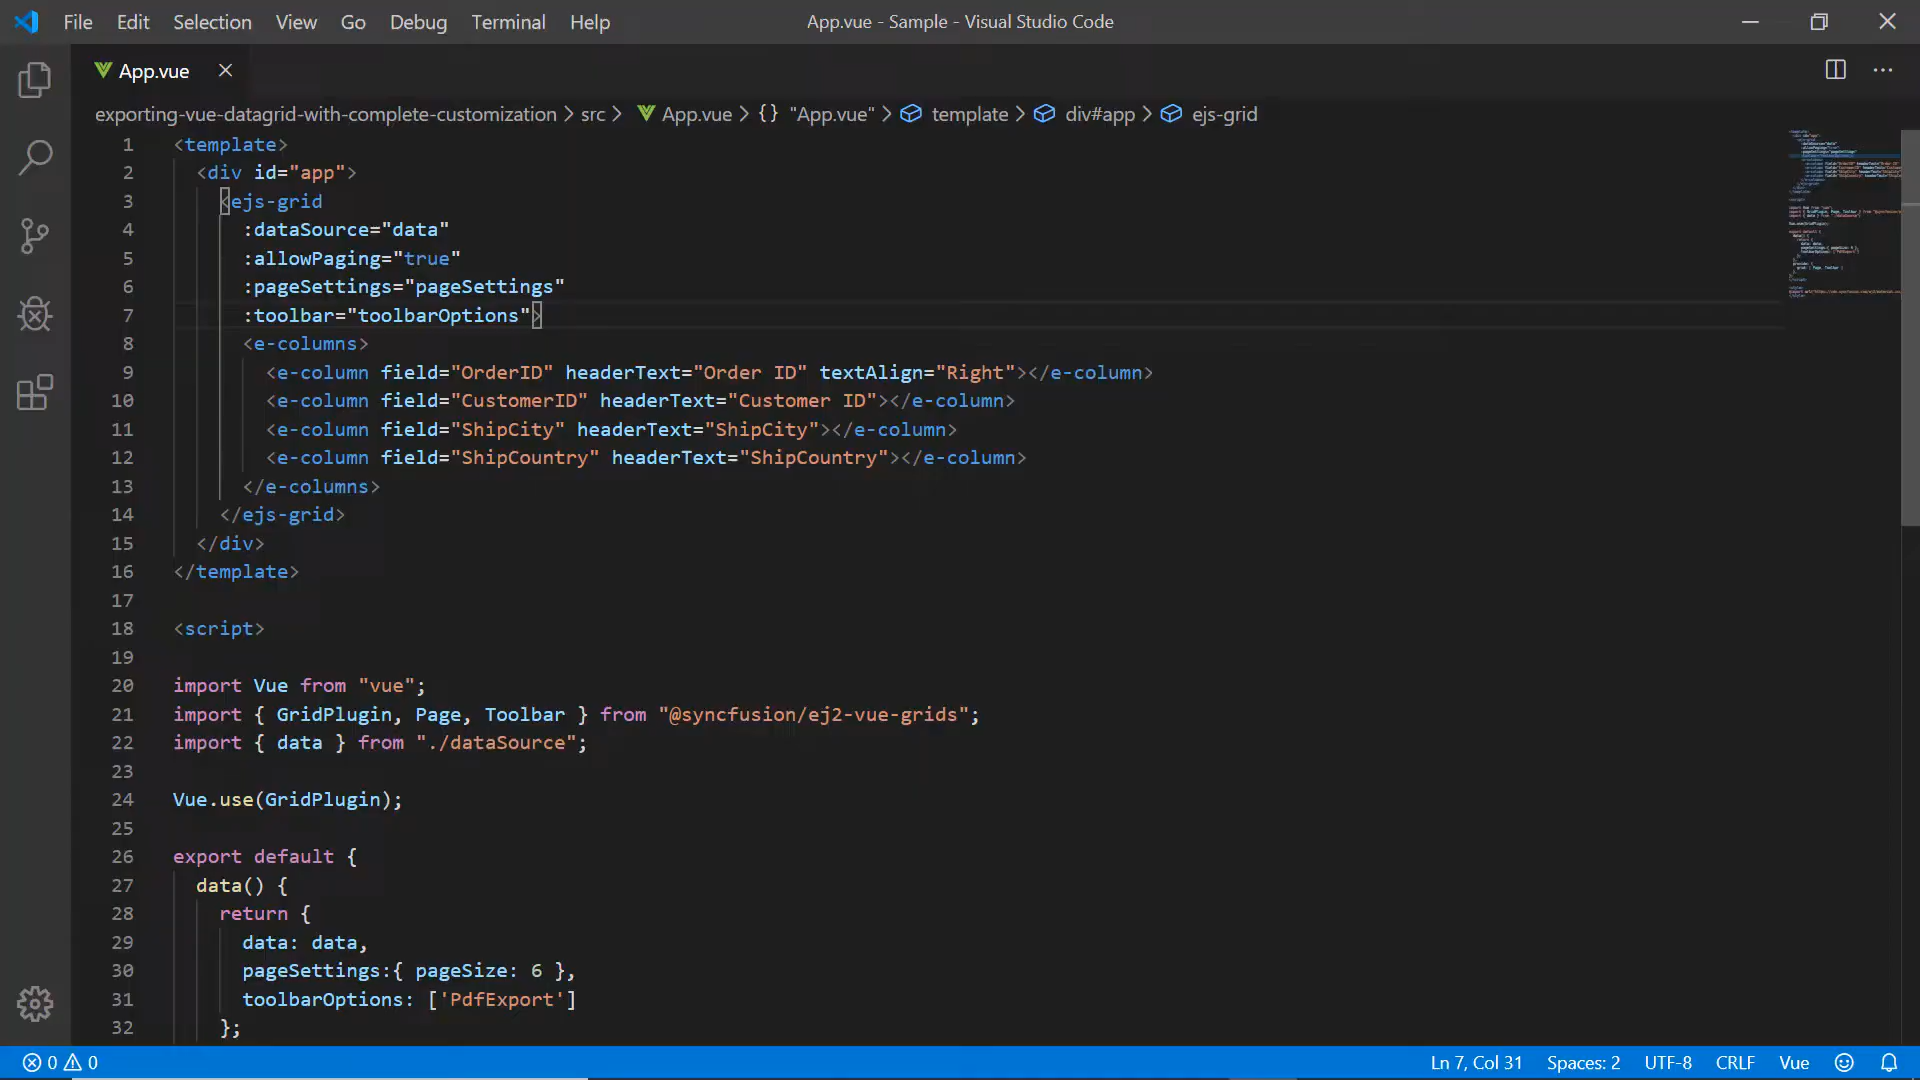 File Edit Selection View Go Debug Terminal Help App.vue - Sample - Visual Studio Code
App.vue
exporting-vue-datagrid-with-complete-customization > src > App.vue > {} "App.vue" > template > div#app > ejs-grid
1 <template>
2 <div id="app">
3 <ejs-grid
4 :dataSource="data"
5 :allowPaging="true"
6 :pageSettings="pageSettings"
7 :toolbar="toolbarOptions">
8 <e-columns>
9 <e-column field="OrderID" headerText="Order ID" textAlign="Right"></e-column>
10 <e-column field="CustomerID" headerText="Customer ID"></e-column>
11 <e-column field="ShipCity" headerText="ShipCity"></e-column>
12 <e-column field="ShipCountry" headerText="ShipCountry"></e-column>
13 </e-columns>
14 </ejs-grid>
15 </div>
16 </template>
17
18 <script>
19
20 import Vue from "vue";
21 import { GridPlugin, Page, Toolbar } from "@syncfusion/ej2-vue-grids";
22 import { data } from "./dataSource";
23
24 Vue.use(GridPlugin);
25
26 export default {
27 data() {
28 return {
29 data: data,
30 pageSettings:{ pageSize: 6 },
31 toolbarOptions: ['PdfExport']
32 };
0 0 Ln 7, Col 31 Spaces: 2 UTF-8 CRLF Vue